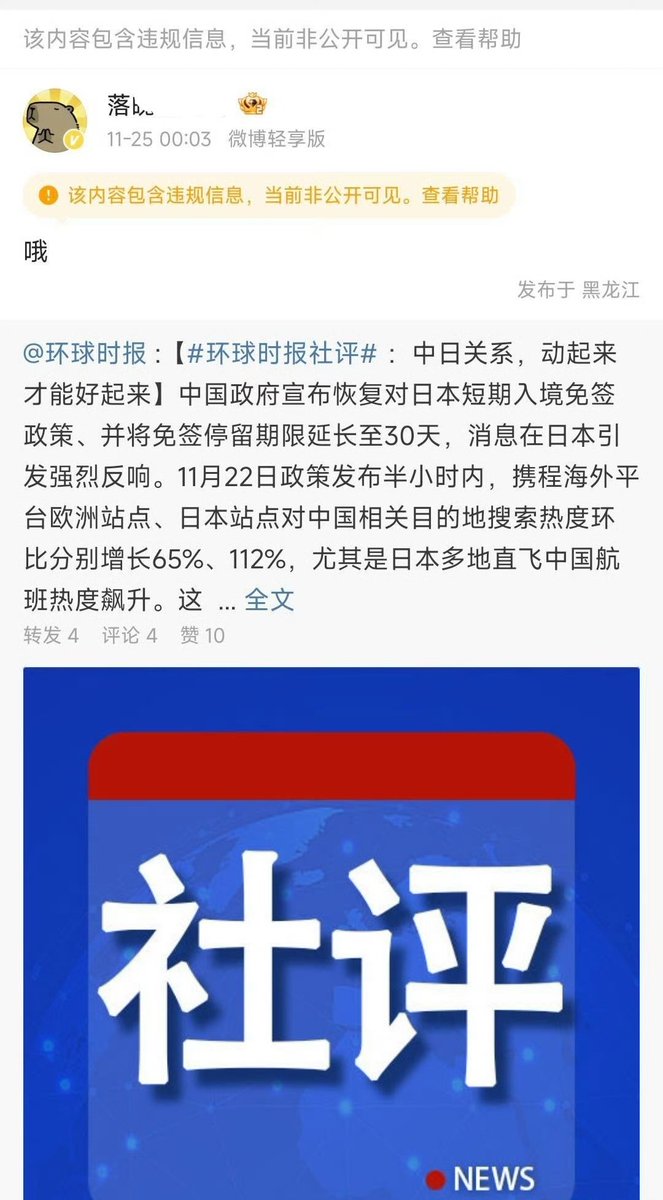 该内容包含违规信息，当前非公开可见。查看帮助
落
11-25 00:03 微博轻享版
该内容包含违规信息，当前非公开可见。查看帮助
哦
发布于 黑龙江
@环球时报：【#环球时报社评#： 中日关系，动起来
才能好起来】中国政府宣布恢复对日本短期入境免签
政策、并将免签停留期限延长至30天，消息在日本引
发强烈反响。11月22日政策发布半小时内，携程海外平
台欧洲站点、日本站点对中国相关目的地搜索热度环
比分别增长65%、112%，尤其是日本多地直飞中国航
班热度飙升。这 ... 全文
转发 4 评论 4 赞 10
社评
NEWS